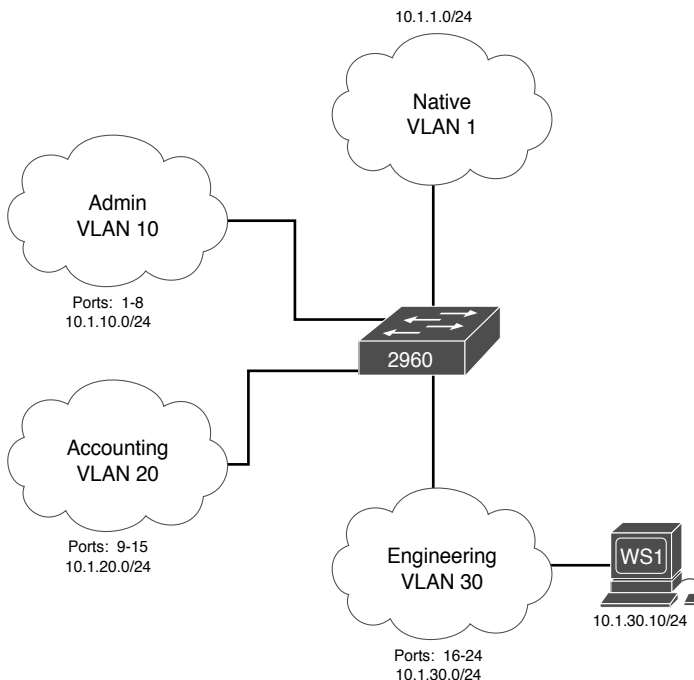 10.1.1.0/24
Native
VLAN 1
Admin
VLAN 10
Ports: 1-8
10.1.10.0/24
2960
Accounting
VLAN 20
Ports: 9-15
10.1.20.0/24
Engineering
VLAN 30
WS1
10.1.30.10/24
Ports: 16-24
10.1.30.0/24